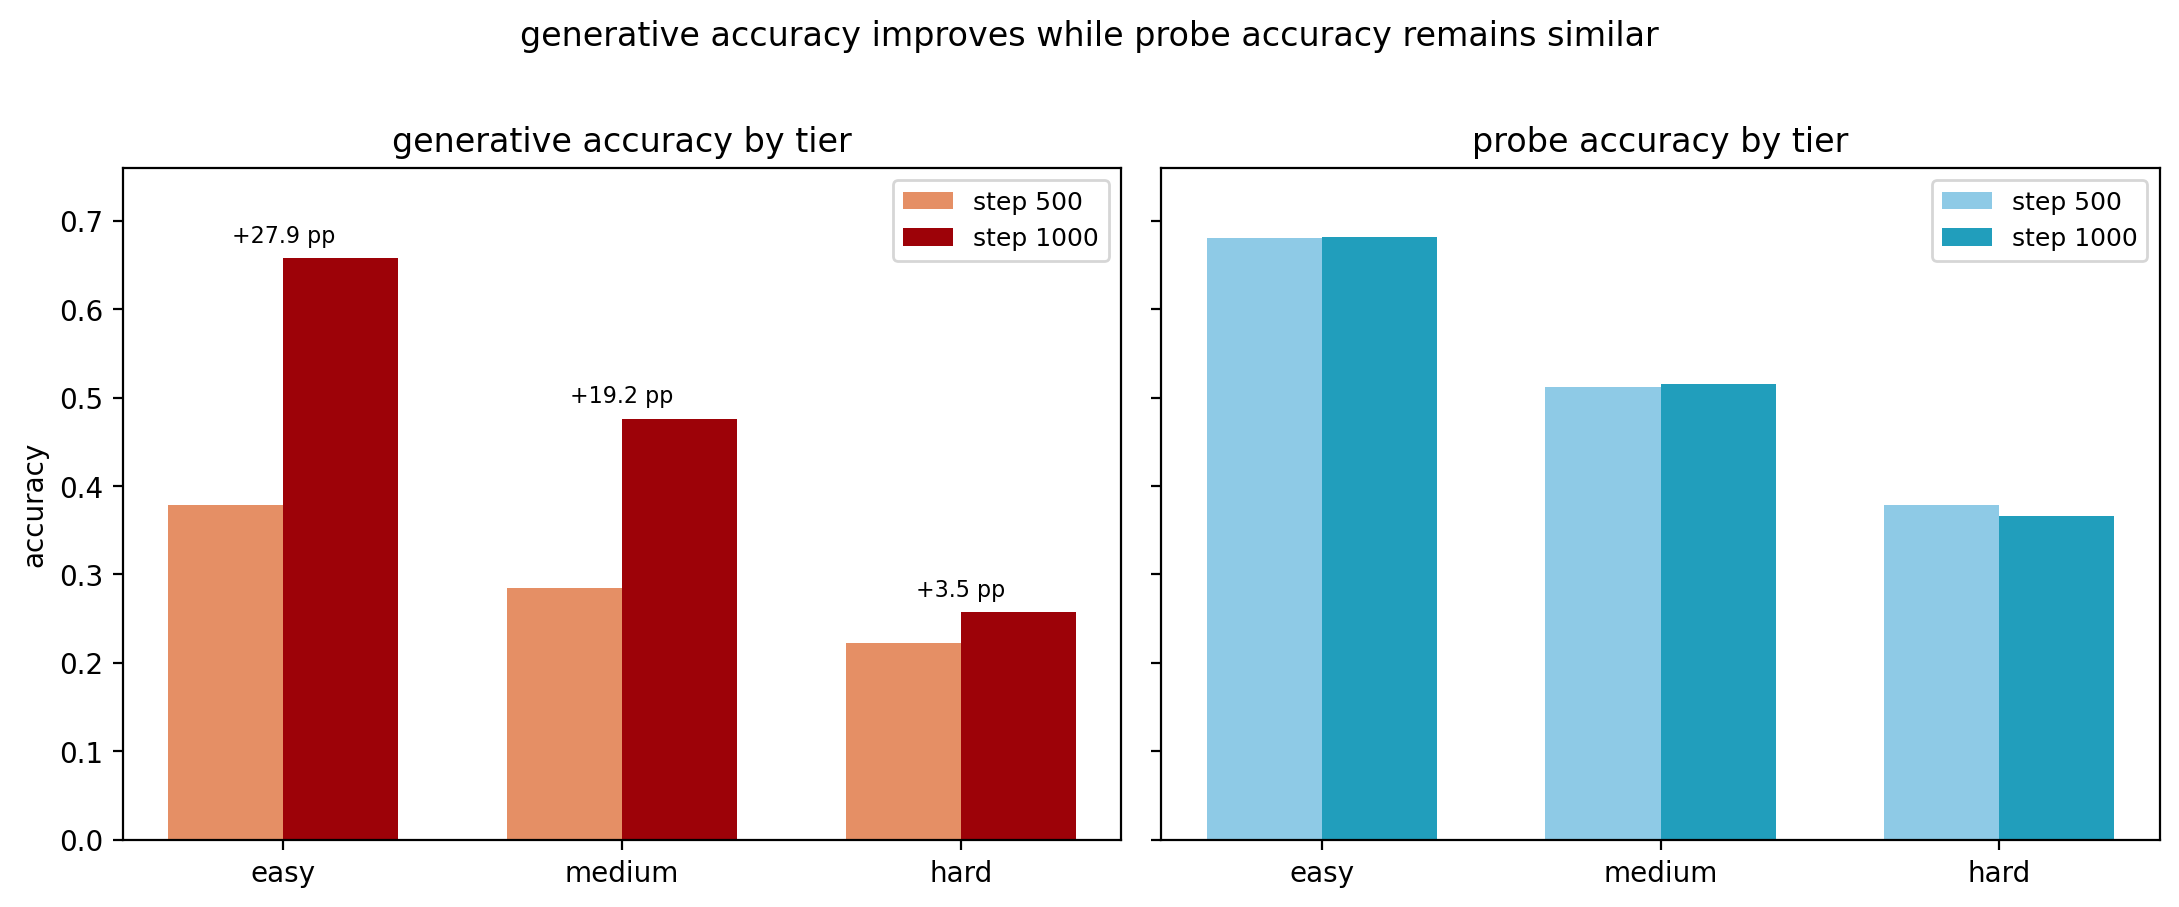 generative accuracy improves while probe accuracy remains similar
generative accuracy by tier
accuracy
0.7
0.6
0.5
0.4
0.3
0.2
0.1
0.0
+27.9 pp
+19.2 pp
+3.5 pp
step 500
step 1000
easy
medium
hard
probe accuracy by tier
step 500
step 1000
easy
medium
hard